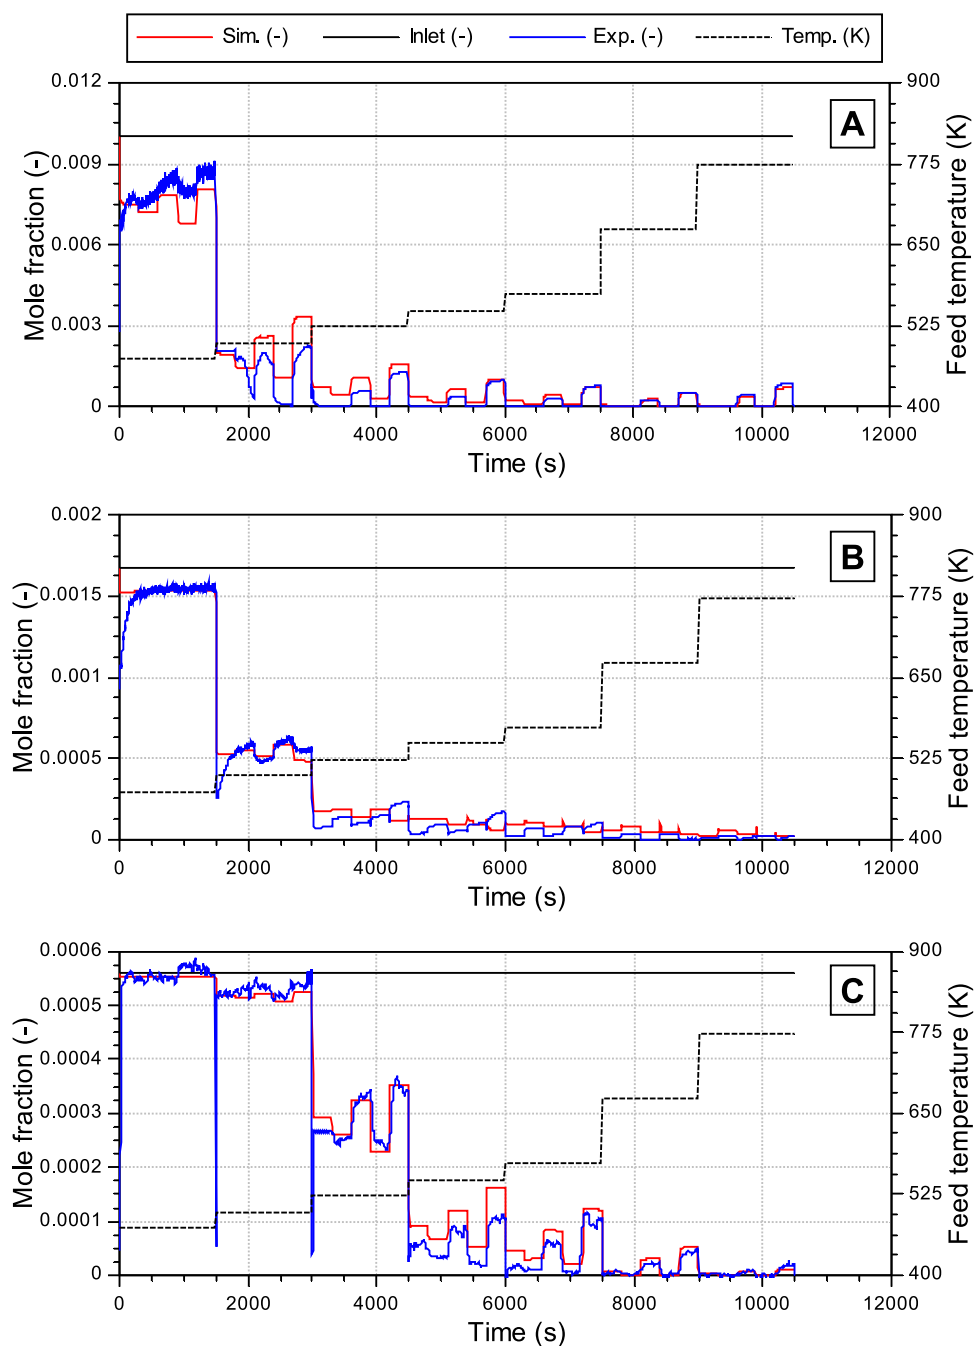 Sim. (-) Inlet (-) Exp. (-) Temp. (K)
0.012 900
A
0.009 775
0.006 650
0.003 525
0 400
Mole fraction (-)
Feed temperature (K)
0 2000 4000 6000 8000 10000 12000
Time (s)
0.002 900
B
0.0015 775
0.001 650
0.0005 525
0 400
Mole fraction (-)
Feed temperature (K)
0 2000 4000 6000 8000 10000 12000
Time (s)
0.0006 900
C
0.0005 775
0.0004
0.0003 650
0.0002
0.0001 525
0 400
Mole fraction (-)
Feed temperature (K)
0 2000 4000 6000 8000 10000 12000
Time (s)